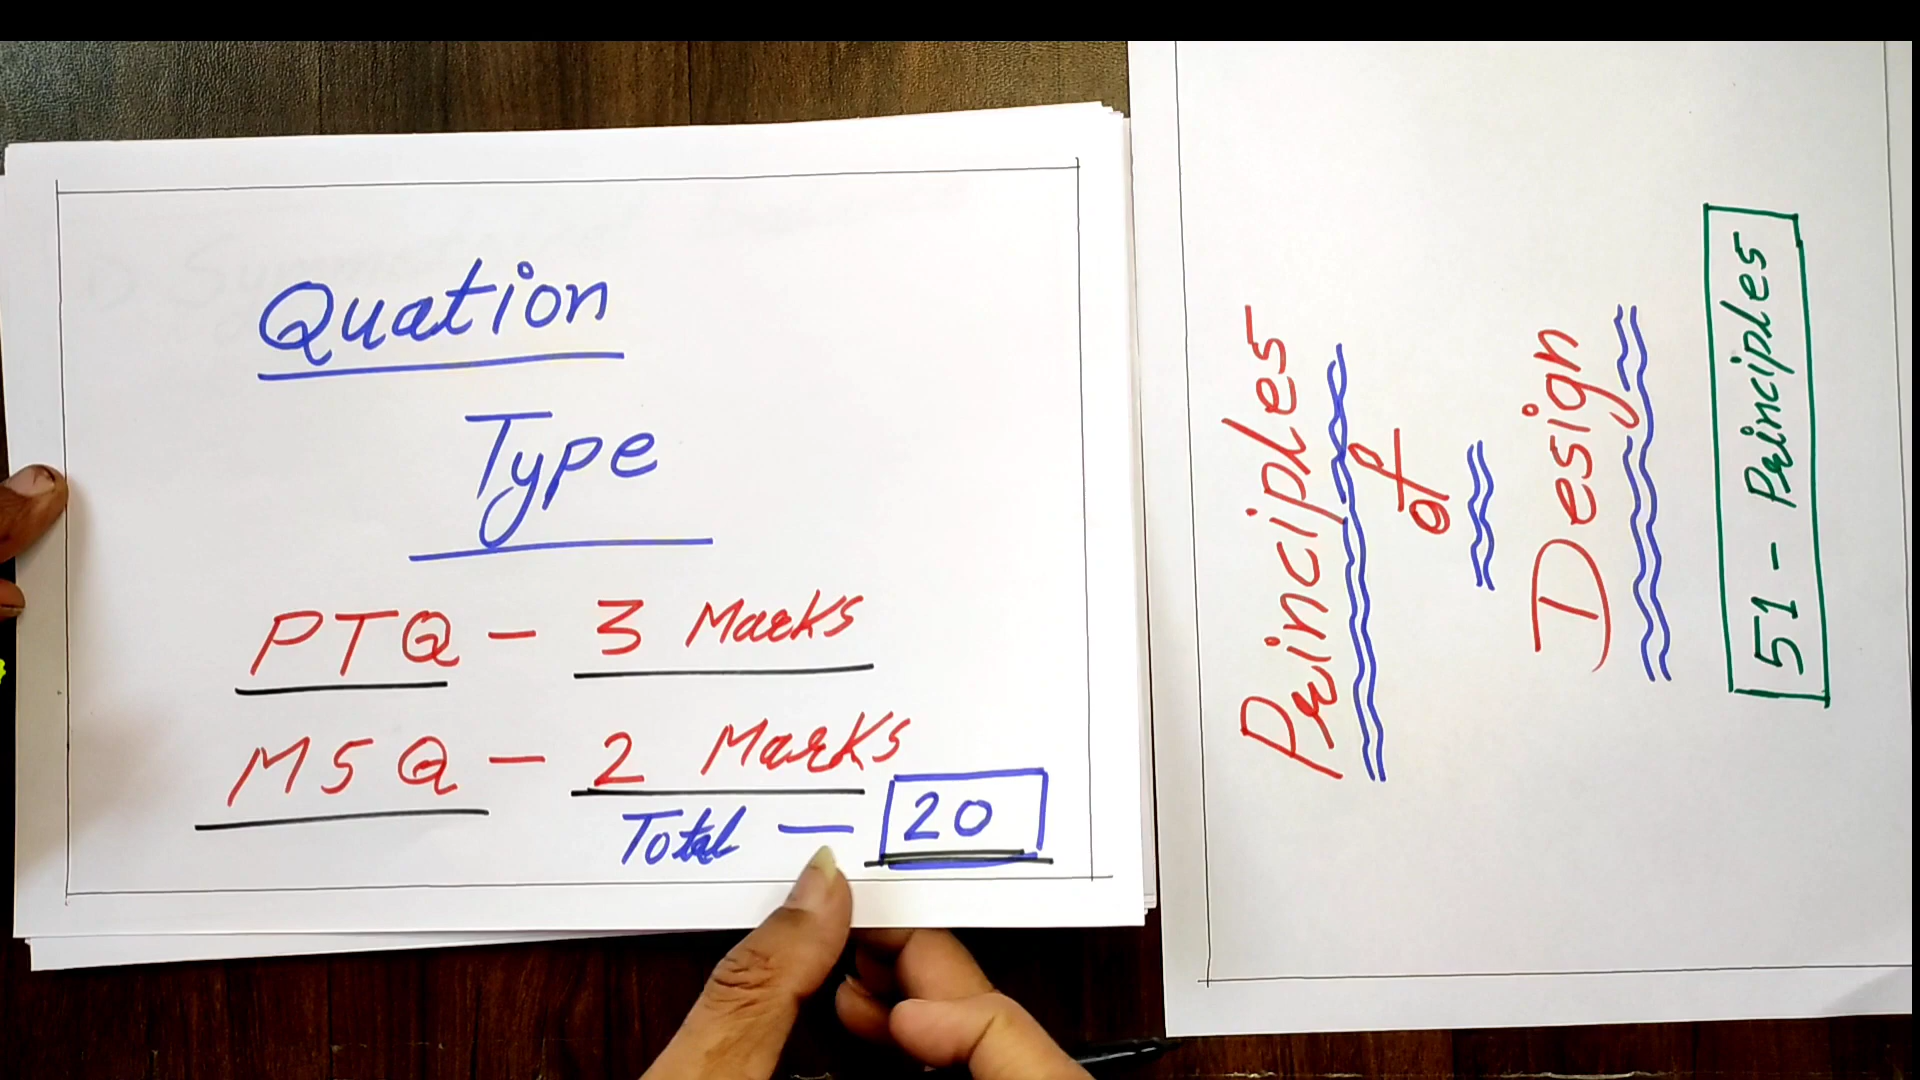 Quation
Type
PTQ - 3 Marks
MSQ - 2 Marks
Total - 20
Principles
of
Design
51 - Principles